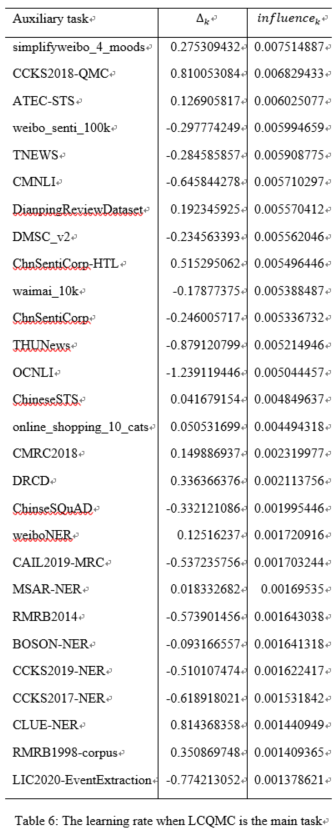 Auxiliary task Δk influencek
simplifyweibo_4_moods 0.275309432 0.007514887
CCKS2018-QMC 0.810053084 0.006829433
ATEC-STS 0.126905817 0.006025077
weibo_senti_100k -0.297774249 0.005994659
TNEWS -0.284585857 0.005908775
CMNLI -0.645844278 0.005710297
DianpingReviewDataset 0.192345925 0.005570412
DMSC_v2 -0.234563393 0.005562046
ChnSentiCorp-HTL 0.515295062 0.005496446
waimai_10k -0.17877375 0.005388487
ChnSentiCorp -0.246005717 0.005336732
THUNews -0.879120799 0.005214946
OCNLI -1.239119446 0.005044457
ChineseSTS 0.041679154 0.004849637
online_shopping_10_cats 0.050531699 0.004494318
CMRC2018 0.149886937 0.002319977
DRCD 0.336366376 0.002113756
ChinseSQuAD -0.332121086 0.001995446
weiboNER 0.12516237 0.001720916
CAIL2019-MRC -0.537235756 0.001703244
MSAR-NER 0.018332682 0.00169535
RMRB2014 -0.573901456 0.001643038
BOSON-NER -0.093166557 0.001641318
CCKS2019-NER -0.510107474 0.001622417
CCKS2017-NER -0.618918021 0.001531842
CLUE-NER 0.814368358 0.001440949
RMRB1998-corpus 0.350869748 0.001409365
LIC2020-EventExtraction -0.774213052 0.001378621
Table 6: The learning rate when LCQMC is the main task